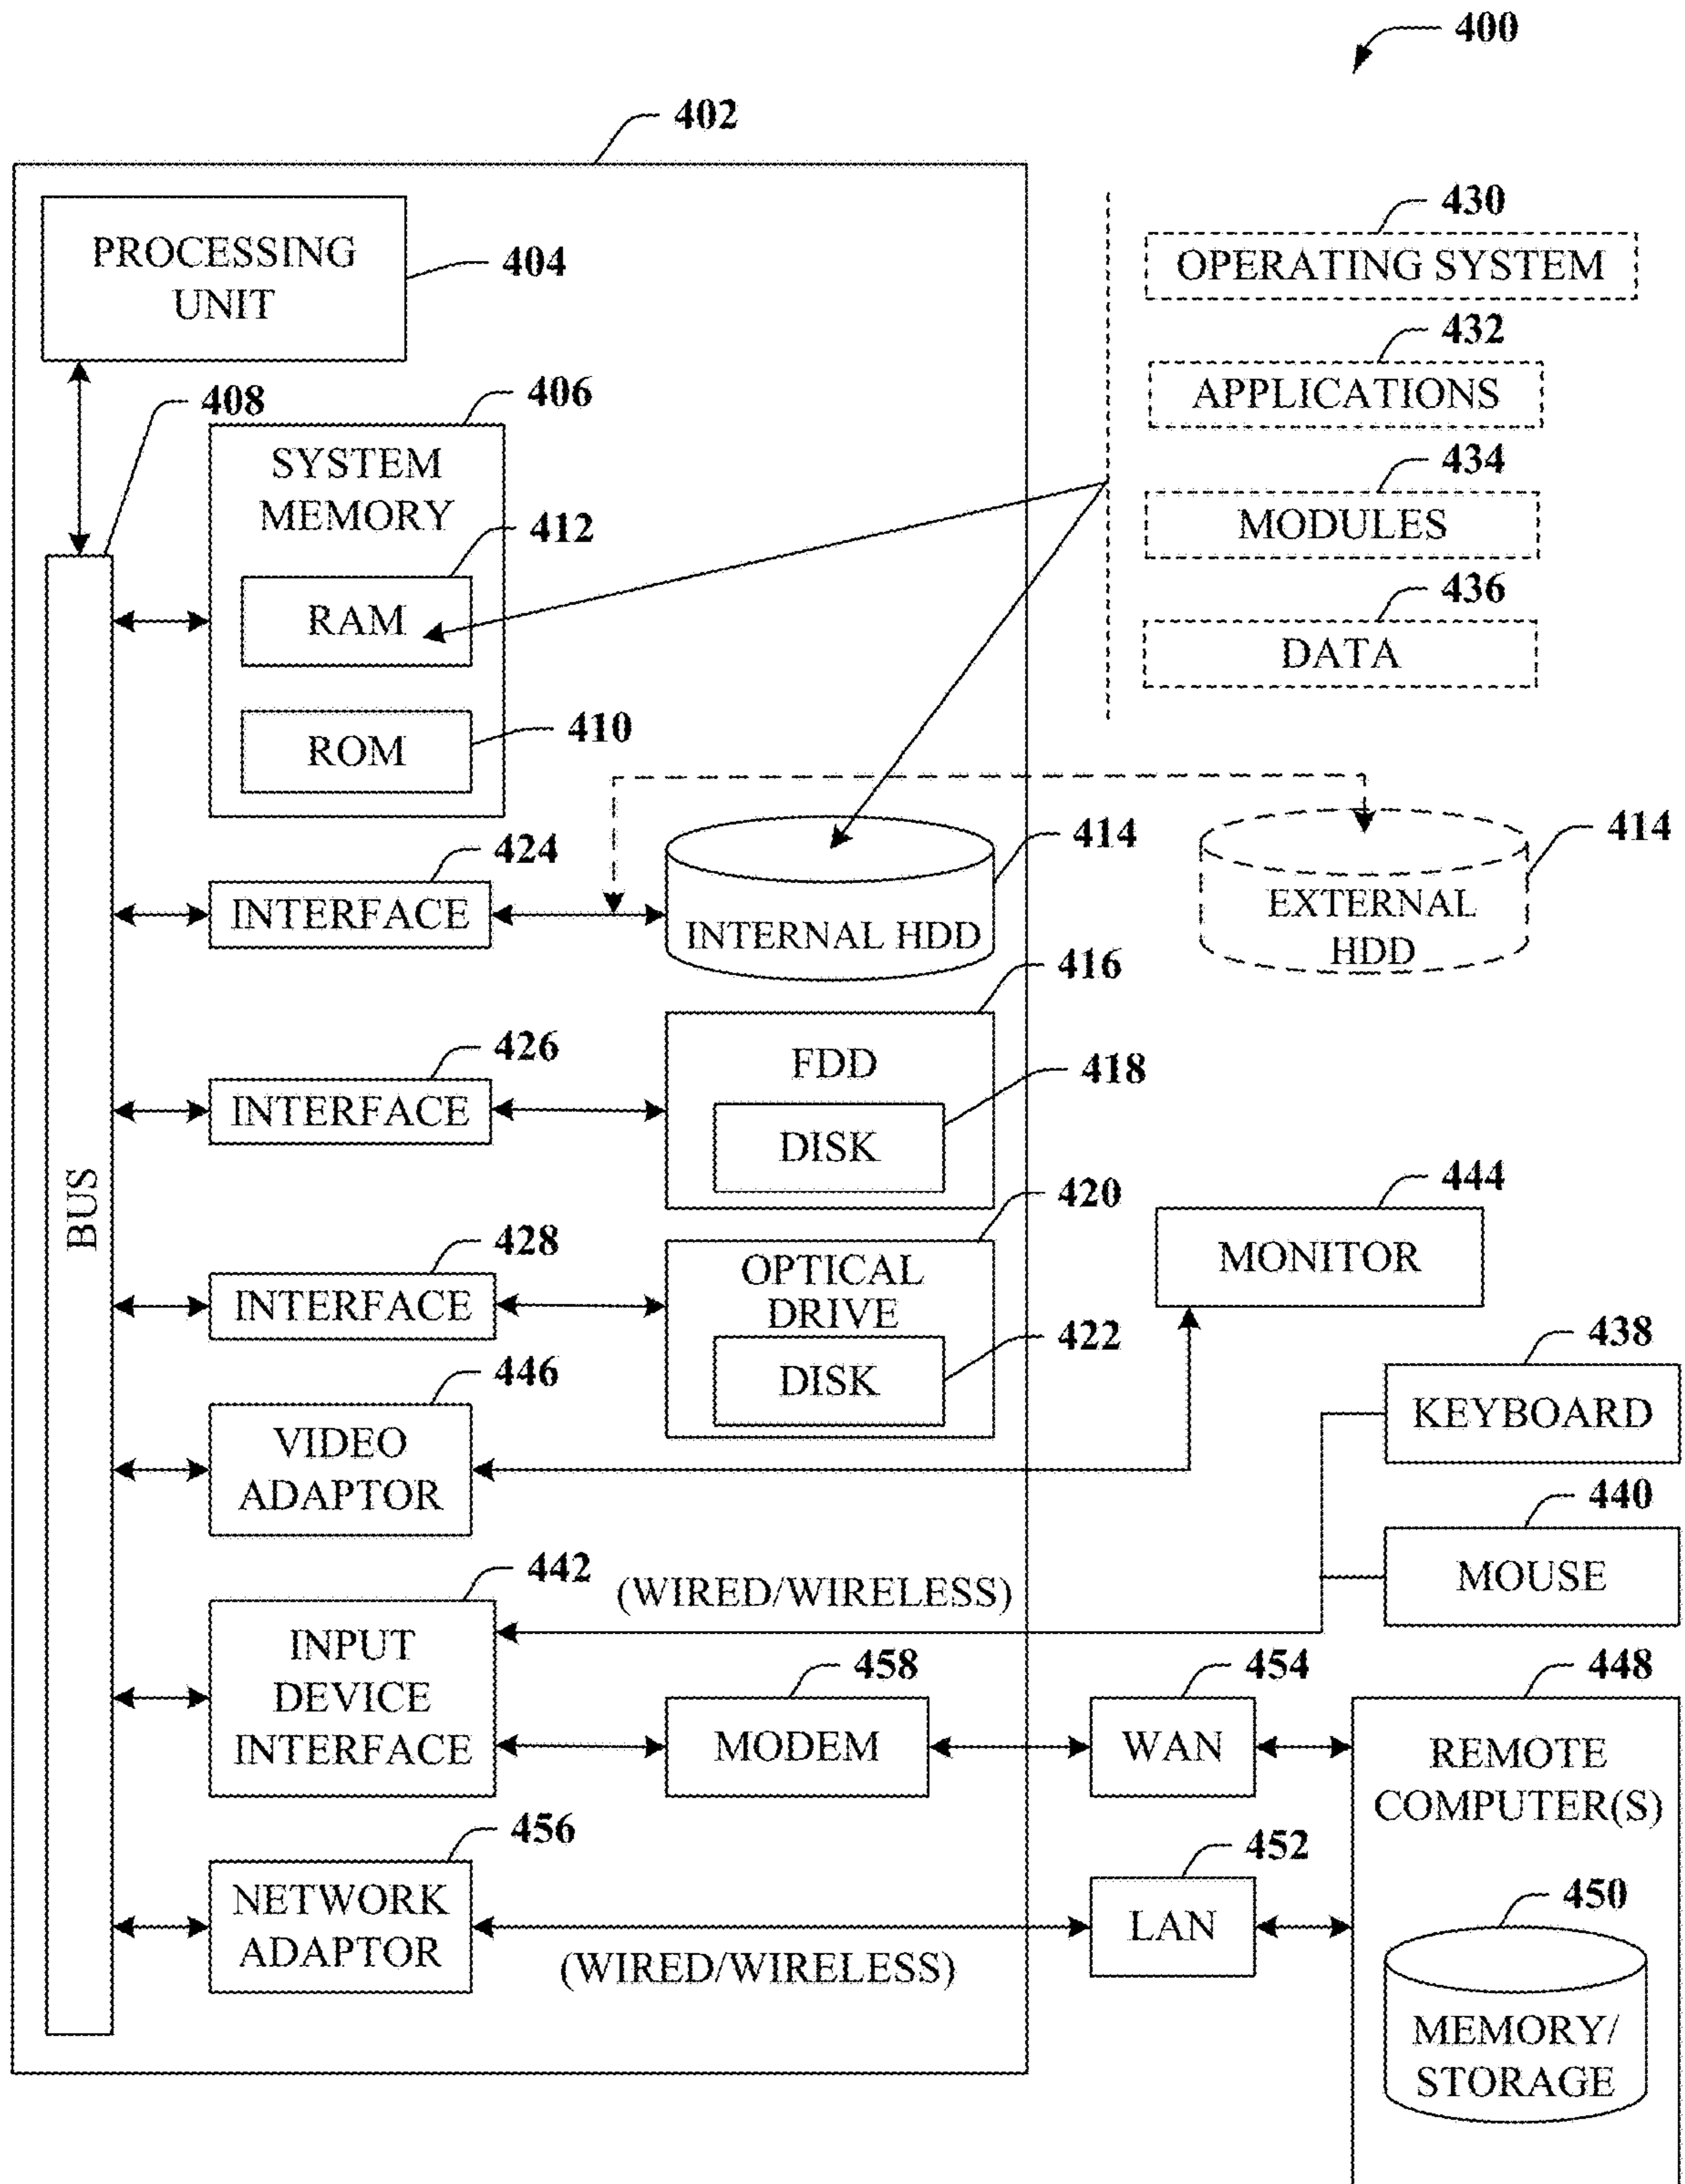 400
402
PROCESSING
UNIT
404
430
OPERATING SYSTEM
432
APPLICATIONS
434
MODULES
436
DATA
408
406
SYSTEM
MEMORY
412
RAM
410
ROM
BUS
424
INTERFACE
414
INTERNAL HDD
414
EXTERNAL
HDD
426
INTERFACE
416
FDD
418
DISK
428
INTERFACE
420
OPTICAL
DRIVE
422
DISK
444
MONITOR
446
VIDEO
ADAPTOR
438
KEYBOARD
440
MOUSE
442
INPUT
DEVICE
INTERFACE
(WIRED/WIRELESS)
458
MODEM
454
WAN
448
REMOTE
COMPUTER(S)
456
NETWORK
ADAPTOR
(WIRED/WIRELESS)
452
LAN
450
MEMORY/
STORAGE